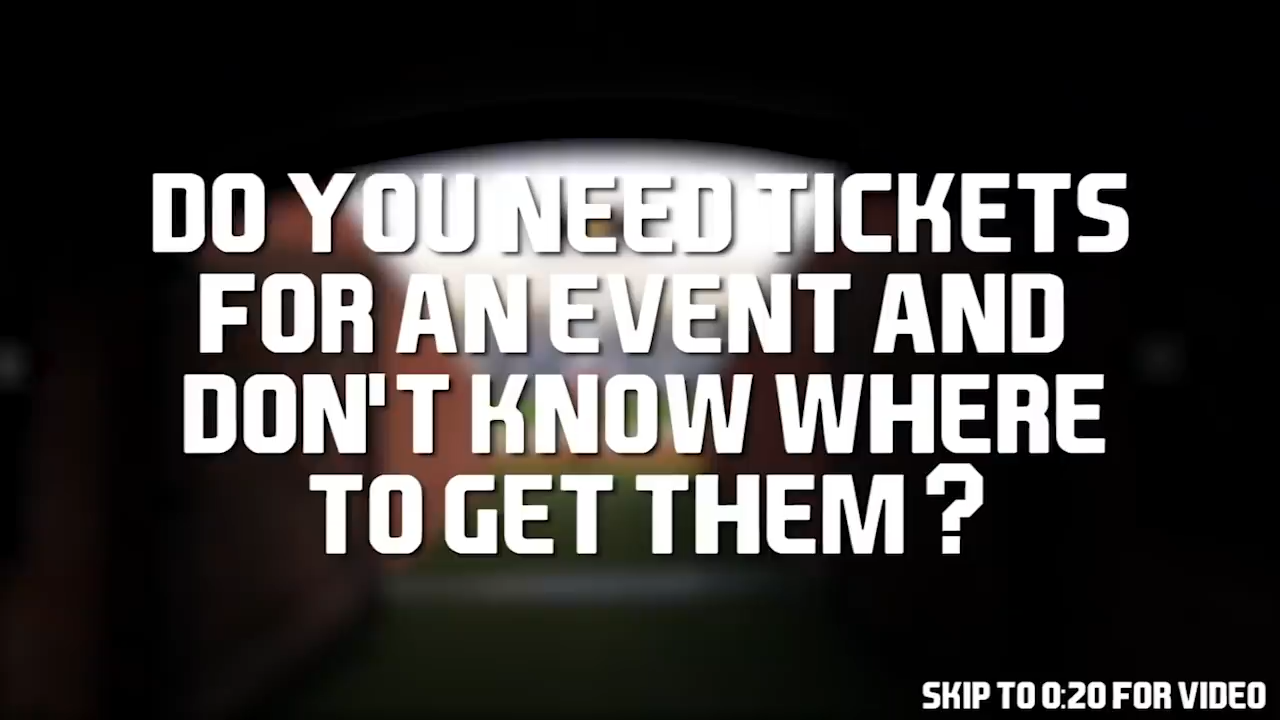 DO YOU NEED TICKETS
FOR AN EVENT AND
DON'T KNOW WHERE
TO GET THEM?
SKIP TO 0:20 FOR VIDEO